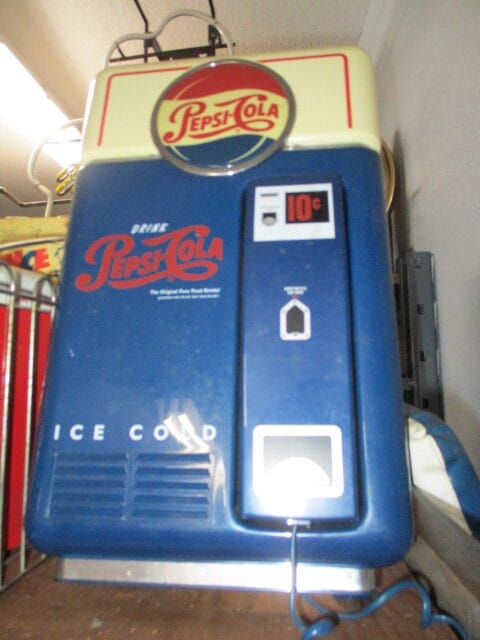 PEPSI-COLA
10¢
DRINK
PEPSI-COLA
The Original Pure Food Drink!
ICE COLD